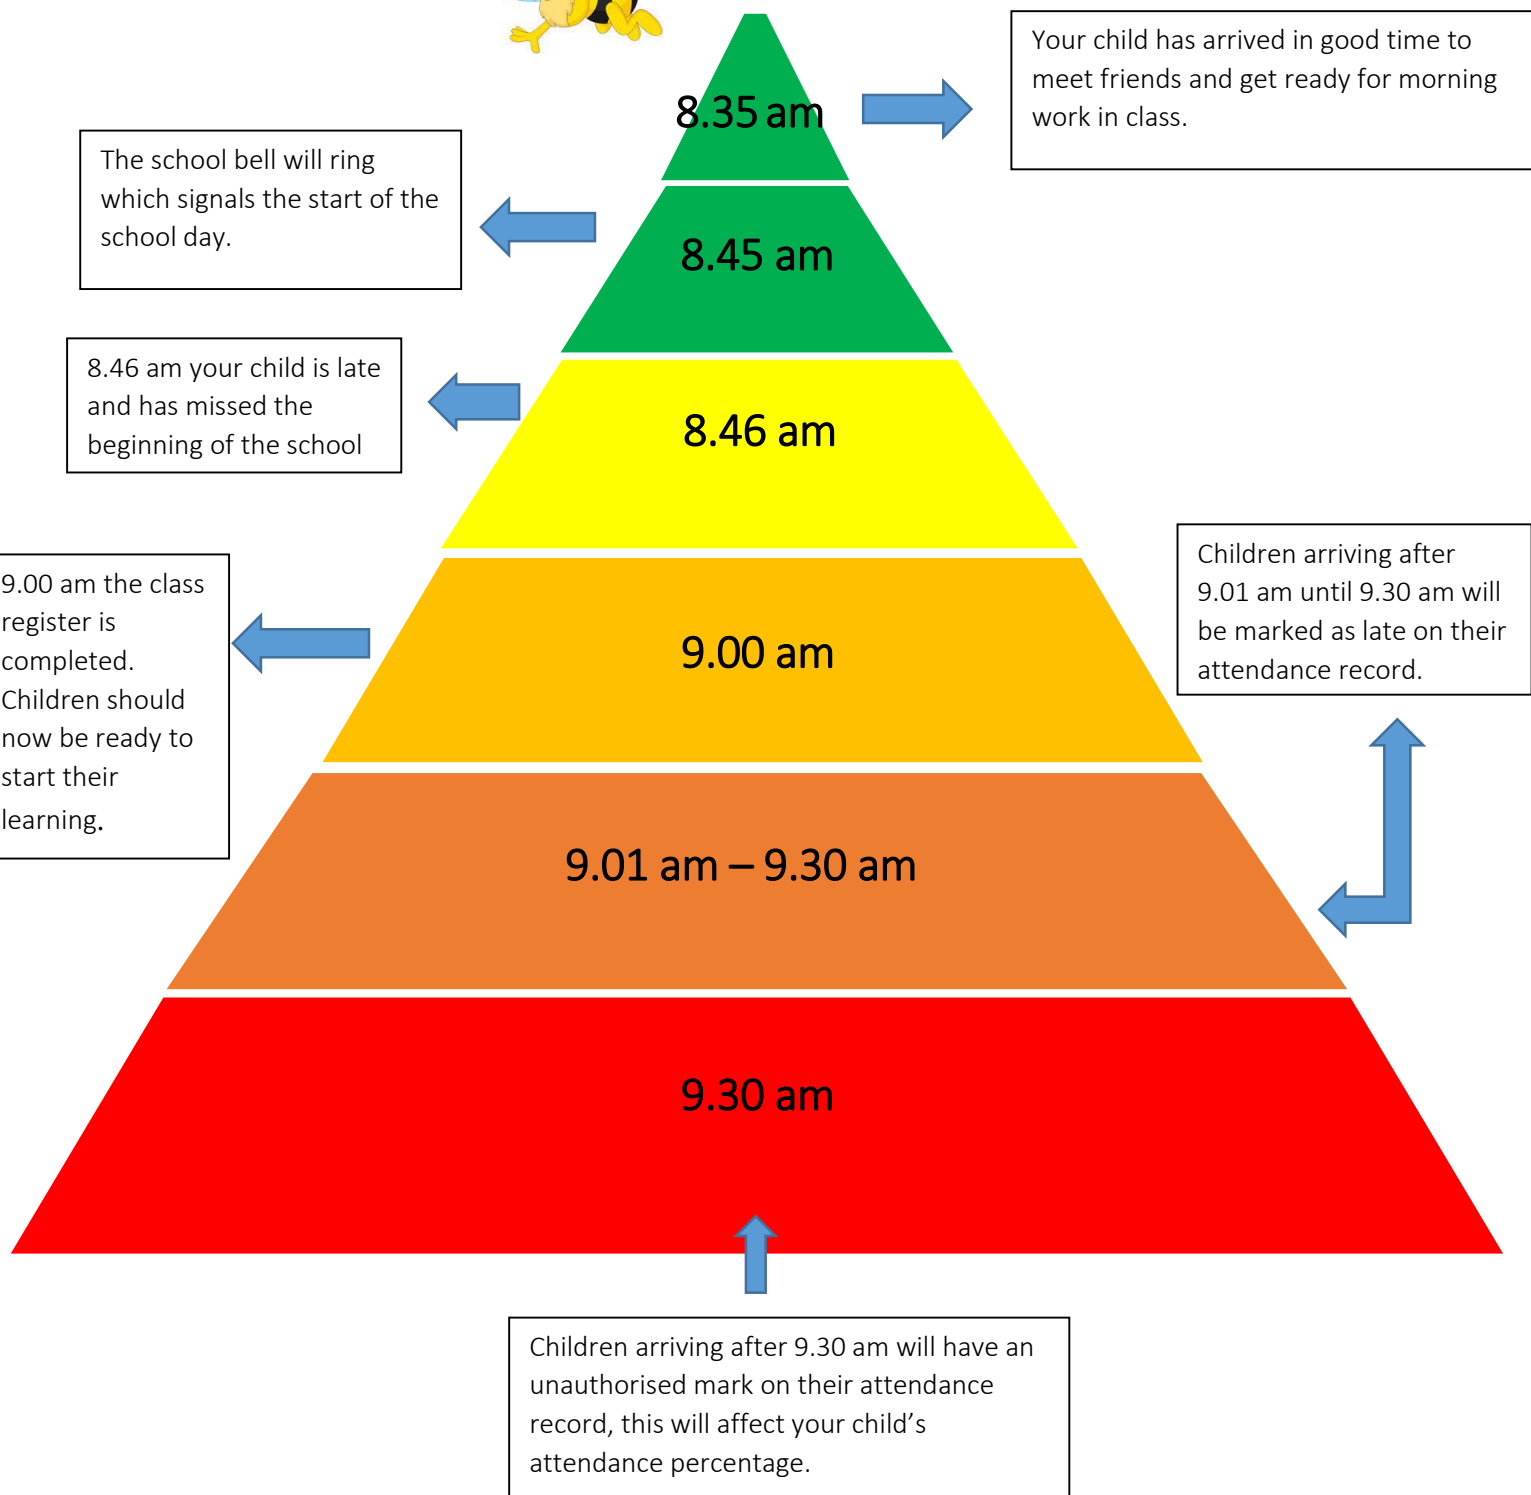 8.35 am
Your child has arrived in good time to
meet friends and get ready for morning
work in class.
The school bell will ring
which signals the start of the
school day.
8.45 am
8.46 am your child is late
and has missed the
beginning of the school
8.46 am
9.00 am the class
register is
completed.
Children should
now be ready to
start their
learning.
9.00 am
Children arriving after
9.01 am until 9.30 am will
be marked as late on their
attendance record.
9.01 am – 9.30 am
9.30 am
Children arriving after 9.30 am will have an
unauthorised mark on their attendance
record, this will affect your child’s
attendance percentage.